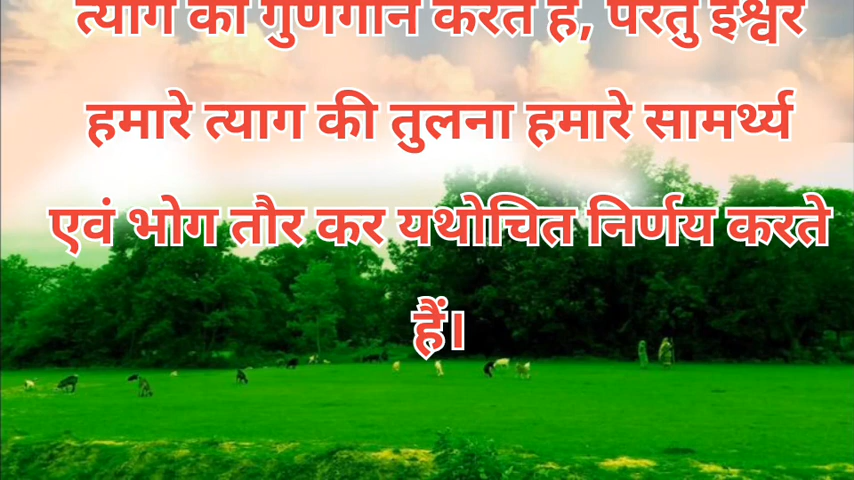 त्याग का गुणगान करते है, परंतु ईश्वर
हमारे त्याग की तुलना हमारे सामर्थ्य
एवं भोग तौर कर यथोचित निर्णय करते
हैं।